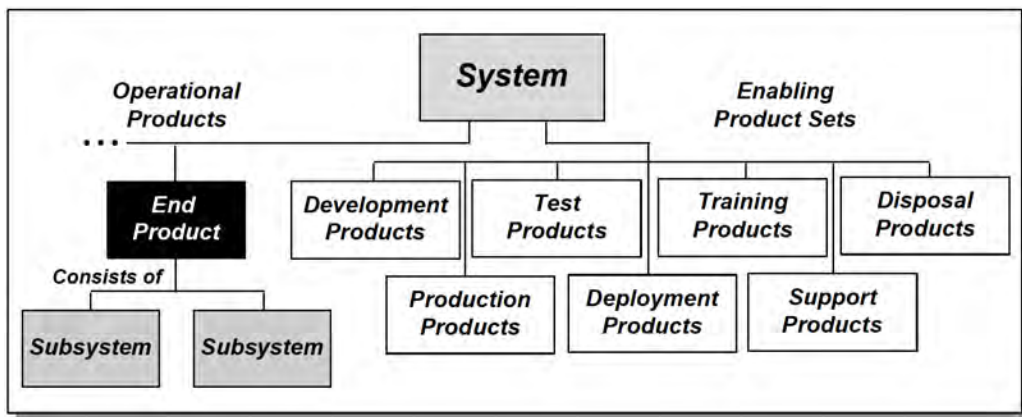 System
Operational
Products
Enabling
Product Sets
...
End
Product
Development
Products
Test
Products
Training
Products
Disposal
Products
Consists of
Production
Products
Deployment
Products
Support
Products
Subsystem
Subsystem